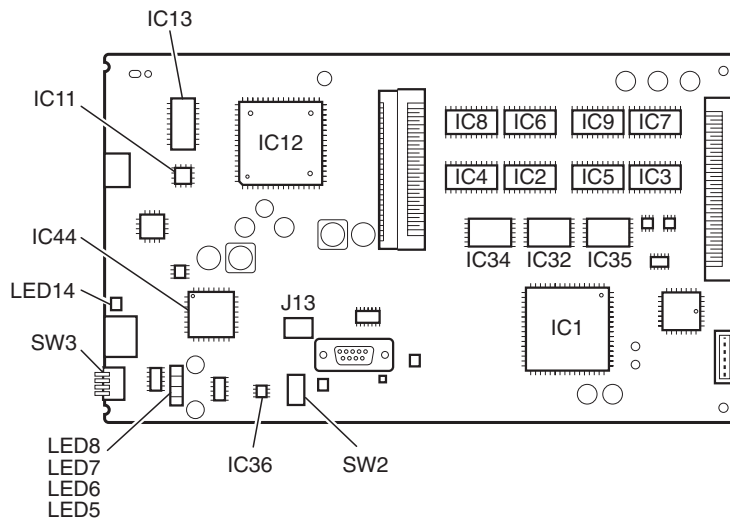 IC13
IC11
IC12
IC8 IC6 IC9 IC7
IC4 IC2 IC5 IC3
IC44
IC34 IC32 IC35
LED14
J13
IC1
SW3
LED8
LED7
LED6
LED5
IC36
SW2